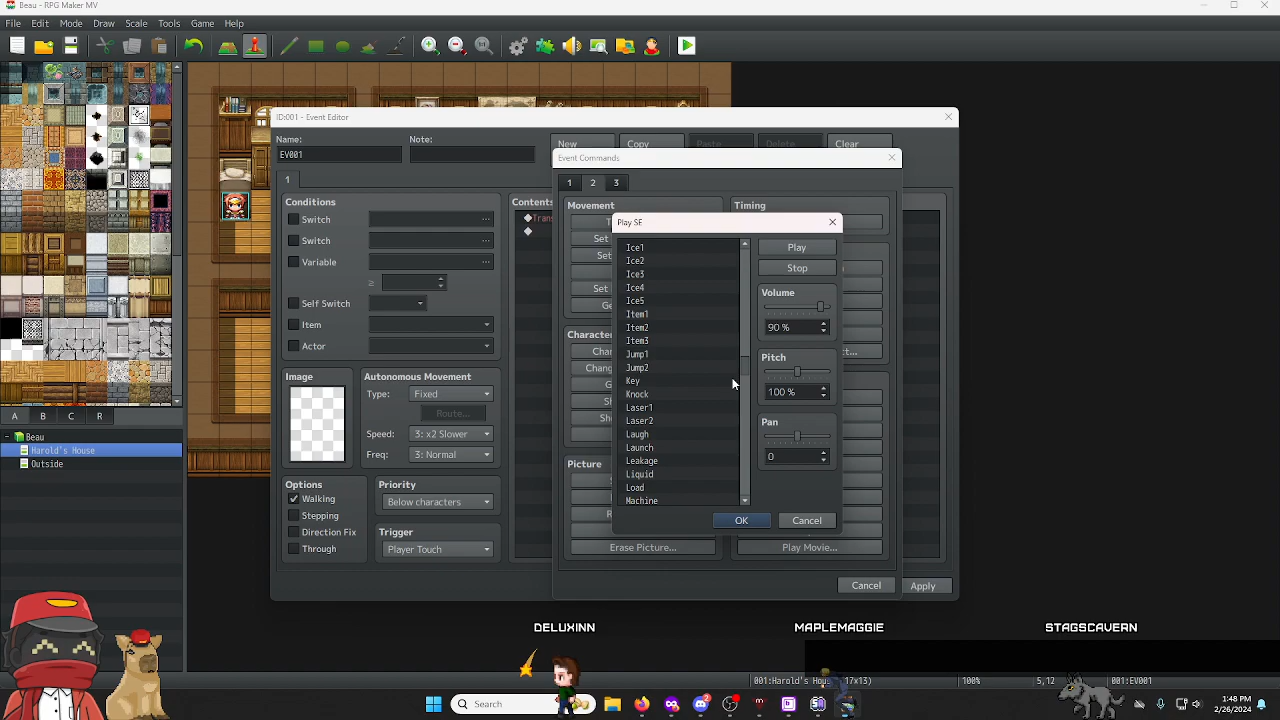 Beau - RPG Maker MV
File Edit Mode Draw Scale Tools Game Help
ID:001 - Event Editor
Name:
Note:
EV001
New
Copy
Paste
Delete
Clear
1
Conditions
Switch
Switch
Variable
≥
Self Switch
Item
Actor
Image
Autonomous Movement
Type: Fixed
Route...
Speed: 3: x2 Slower
Freq: 3: Normal
Options
Walking
Stepping
Direction Fix
Through
Priority
Below characters
Trigger
Player Touch
Contents
Apply
Event Commands
1 2 3
Movement
Timing
Set
Set
Picture
Erase Picture...
Play Movie...
Cancel
Play SE
Ice1
Ice2
Ice3
Ice4
Ice5
Item1
Item2
Item3
Jump1
Jump2
Key
Knock
Laser1
Laser2
Laugh
Launch
Leakage
Liquid
Load
Machine
Play
Stop
Volume
90 %
Pitch
100 %
Pan
0
OK
Cancel
A B C R
Beau
Harold's House
Outside
DELUXINN
MAPLEMAGGIE
STAGSCAVERN
100%
5,12
001:EV001
Search
1:48 PM
2/26/2024